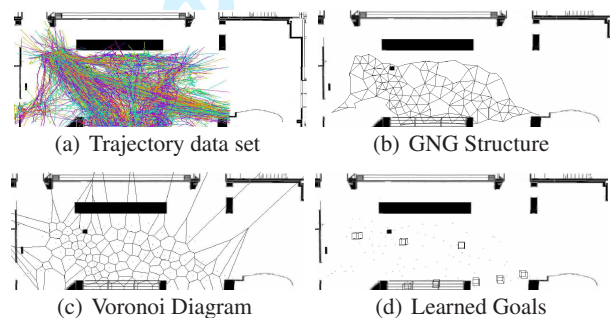 (a) Trajectory data set
(b) GNG Structure
(c) Voronoi Diagram
(d) Learned Goals